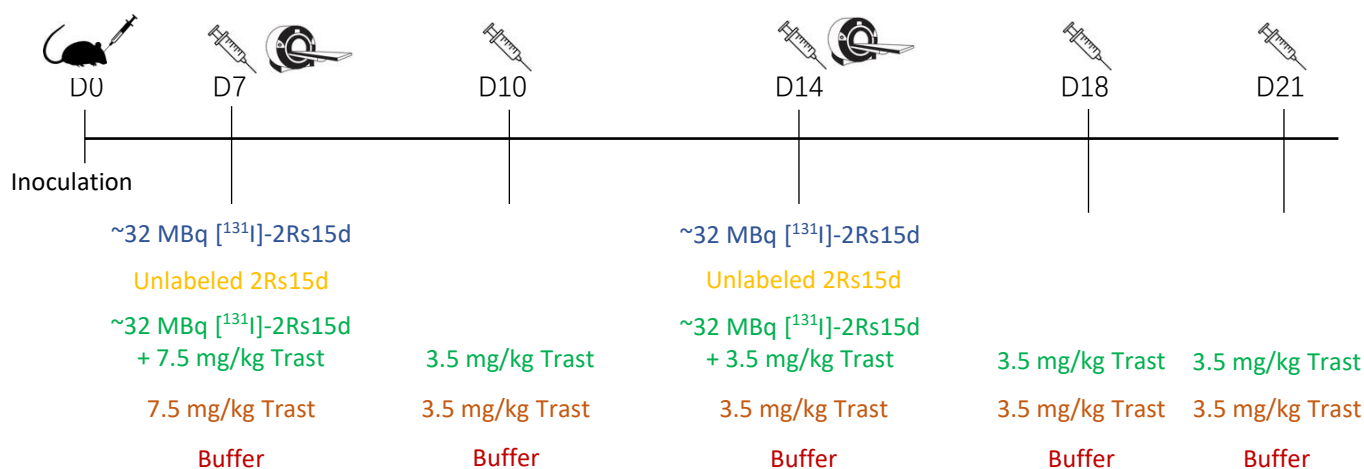 D0 D7 D10 D14 D18 D21
Inoculation
~32 MBq [¹³¹I]-2Rs15d ~32 MBq [¹³¹I]-2Rs15d
Unlabeled 2Rs15d Unlabeled 2Rs15d
~32 MBq [¹³¹I]-2Rs15d ~32 MBq [¹³¹I]-2Rs15d
+ 7.5 mg/kg Trast 3.5 mg/kg Trast + 3.5 mg/kg Trast 3.5 mg/kg Trast 3.5 mg/kg Trast
7.5 mg/kg Trast 3.5 mg/kg Trast 3.5 mg/kg Trast 3.5 mg/kg Trast 3.5 mg/kg Trast
Buffer Buffer Buffer Buffer Buffer